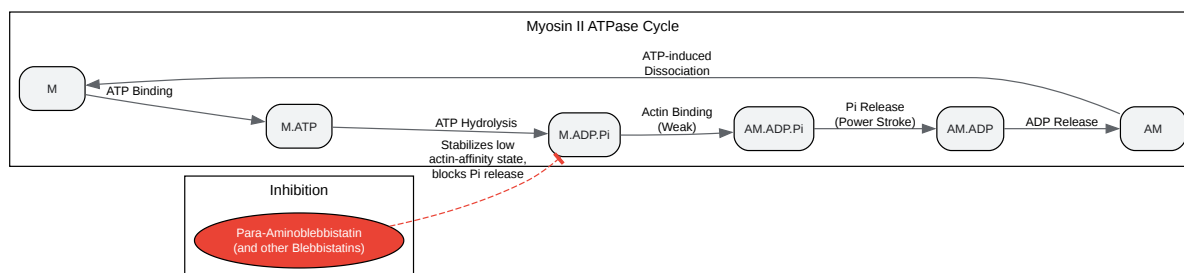 Myosin II ATPase Cycle
ATP-induced
Dissociation
M
ATP Binding
M.ATP
ATP Hydrolysis
Stabilizes low
actin-affinity state,
blocks Pi release
M.ADP.Pi
Actin Binding
(Weak)
AM.ADP.Pi
Pi Release
(Power Stroke)
AM.ADP
ADP Release
AM
Inhibition
Para-Aminoblebbistatin
(and other Blebbistatins)